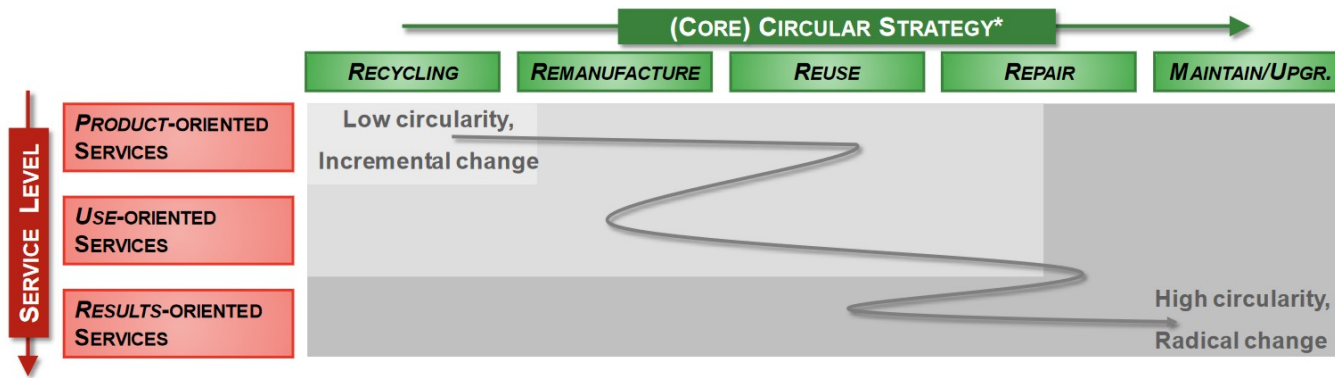 (CORE) CIRCULAR STRATEGY*
RECYCLING
REMANUFACTURE
REUSE
REPAIR
MAINTAIN/UPGR.
SERVICE LEVEL
PRODUCT-ORIENTED
SERVICES
Low circularity,
Incremental change
USE-ORIENTED
SERVICES
RESULTS-ORIENTED
SERVICES
High circularity,
Radical change